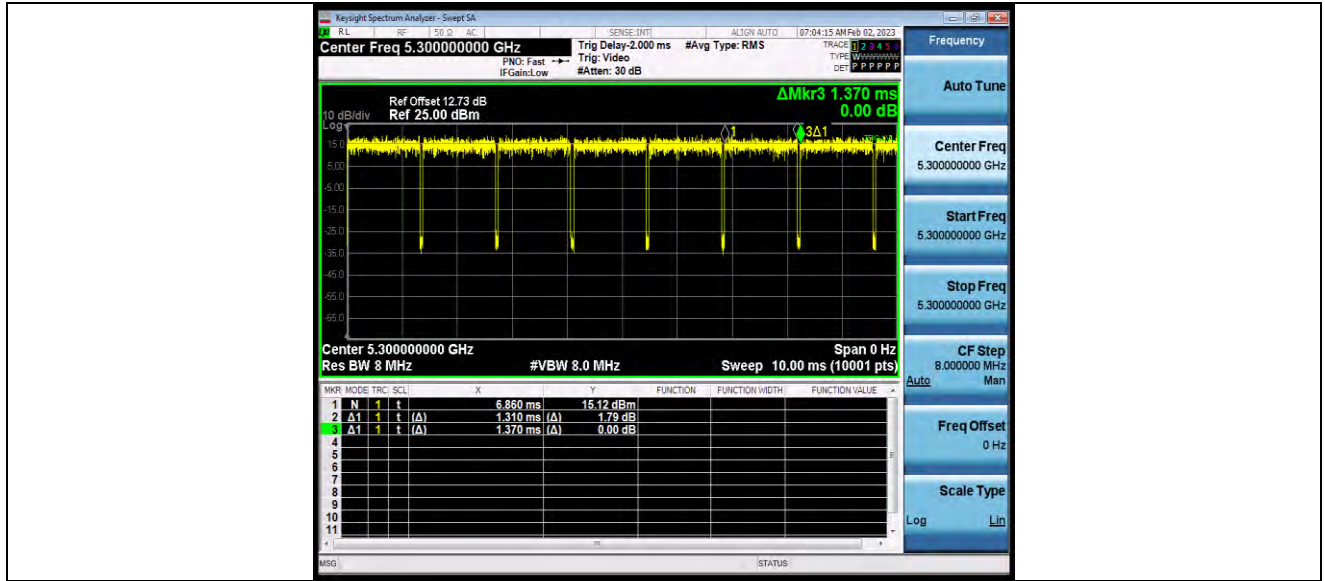 Keysight Spectrum Analyzer - Swept SA
RL RF 50 Ω AC SENSE:INT ALIGN AUTO 07:04:15 AM Feb 02, 2023
Center Freq 5.300000000 GHz
PNO: Fast
IFGain:Low
Trig Delay-2.000 ms
Trig: Video
#Atten: 30 dB
#Avg Type: RMS
TRACE 1 2 3 4 5 6
TYPE WWWWWW
DET P P P P P P
ΔMkr3 1.370 ms
0.00 dB
Ref Offset 12.73 dB
10 dB/div Ref 25.00 dBm
Log
1
3Δ1
15.0
5.00
-5.00
-15.0
-25.0
-35.0
-45.0
-55.0
-65.0
Center 5.300000000 GHz Span 0 Hz
Res BW 8 MHz #VBW 8.0 MHz Sweep 10.00 ms (10001 pts)
MKR MODE TRC SCL X Y FUNCTION FUNCTION WIDTH FUNCTION VALUE
1 N 1 t 6.860 ms 15.12 dBm
2 Δ1 1 t (Δ) 1.310 ms (Δ) 1.79 dB
3 Δ1 1 t (Δ) 1.370 ms (Δ) 0.00 dB
4
5
6
7
8
9
10
11
MSG STATUS
Frequency
Auto Tune
Center Freq
5.300000000 GHz
Start Freq
5.300000000 GHz
Stop Freq
5.300000000 GHz
CF Step
8.000000 MHz
Auto Man
Freq Offset
0 Hz
Scale Type
Log Lin